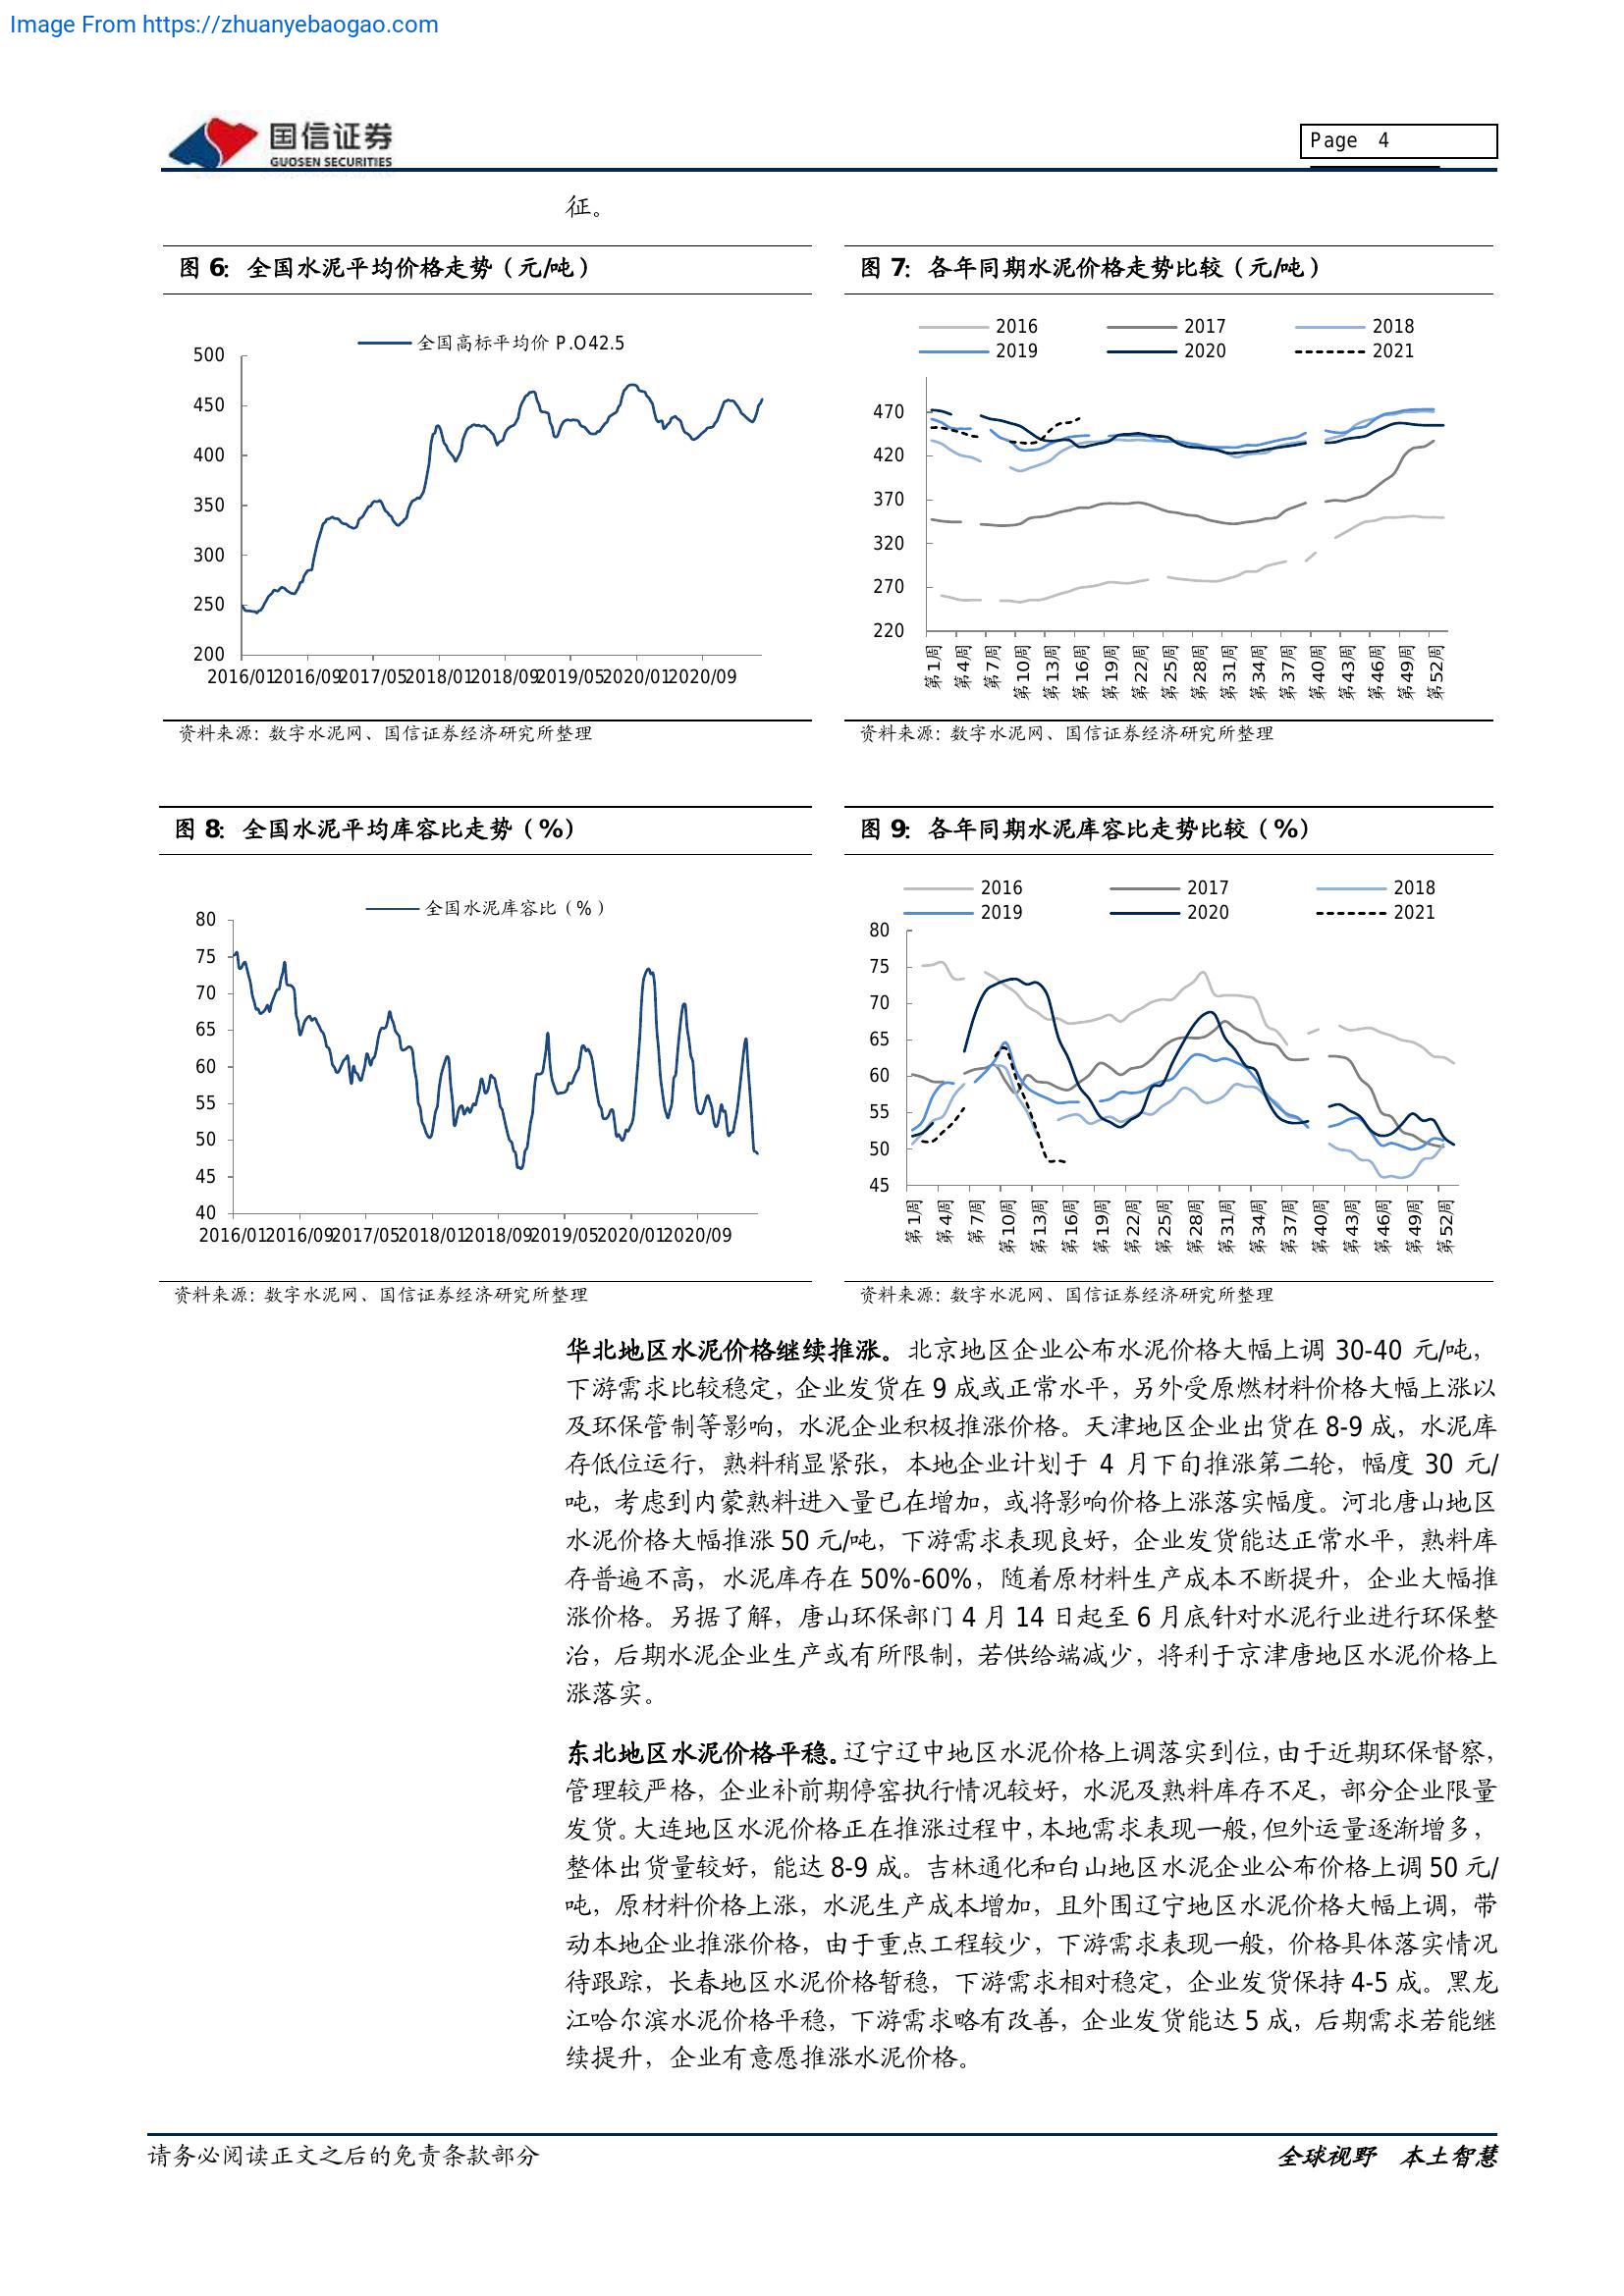 Image From https://zhuanyebaogao.com
国信证券
GUOSEN SECURITIES
Page 4
征。
图 6: 全国水泥平均价格走势（元/吨）
全国高标平均价 P.O42.5
500
450
400
350
300
250
200
2016/01 2016/09 2017/05 2018/01 2018/09 2019/05 2020/01 2020/09
资料来源：数字水泥网、国信证券经济研究所整理
图 7: 各年同期水泥价格走势比较（元/吨）
2016 2017 2018
2019 2020 2021
470
420
370
320
270
220
第1周 第4周 第7周 第10周 第13周 第16周 第19周 第22周 第25周 第28周 第31周 第34周 第37周 第40周 第43周 第46周 第49周 第52周
资料来源：数字水泥网、国信证券经济研究所整理
图 8: 全国水泥平均库容比走势（%）
全国水泥库容比（%）
80
75
70
65
60
55
50
45
40
2016/01 2016/09 2017/05 2018/01 2018/09 2019/05 2020/01 2020/09
资料来源：数字水泥网、国信证券经济研究所整理
图 9: 各年同期水泥库容比走势比较（%）
2016 2017 2018
2019 2020 2021
80
75
70
65
60
55
50
45
第1周 第4周 第7周 第10周 第13周 第16周 第19周 第22周 第25周 第28周 第31周 第34周 第37周 第40周 第43周 第46周 第49周 第52周
资料来源：数字水泥网、国信证券经济研究所整理
华北地区水泥价格继续推涨。北京地区企业公布水泥价格大幅上调 30-40 元/吨，
下游需求比较稳定，企业发货在 9 成或正常水平，另外受原燃材料价格大幅上涨以
及环保管制等影响，水泥企业积极推涨价格。天津地区企业出货在 8-9 成，水泥库
存低位运行，熟料稍显紧张，本地企业计划于 4 月下旬推涨第二轮，幅度 30 元/
吨，考虑到内蒙熟料进入量已在增加，或将影响价格上涨落实幅度。河北唐山地区
水泥价格大幅推涨 50 元/吨，下游需求表现良好，企业发货能达正常水平，熟料库
存普遍不高，水泥库存在 50%-60%，随着原材料生产成本不断提升，企业大幅推
涨价格。另据了解，唐山环保部门 4 月 14 日起至 6 月底针对水泥行业进行环保整
治，后期水泥企业生产或有所限制，若供给端减少，将利于京津唐地区水泥价格上
涨落实。
东北地区水泥价格平稳。辽宁辽中地区水泥价格上调落实到位，由于近期环保督察，
管理较严格，企业补前期停窑执行情况较好，水泥及熟料库存不足，部分企业限量
发货。大连地区水泥价格正在推涨过程中，本地需求表现一般，但外运量逐渐增多，
整体出货量较好，能达 8-9 成。吉林通化和白山地区水泥企业公布价格上调 50 元/
吨，原材料价格上涨，水泥生产成本增加，且外围辽宁地区水泥价格大幅上调，带
动本地企业推涨价格，由于重点工程较少，下游需求表现一般，价格具体落实情况
待跟踪，长春地区水泥价格暂稳，下游需求相对稳定，企业发货保持 4-5 成。黑龙
江哈尔滨水泥价格平稳，下游需求略有改善，企业发货能达 5 成，后期需求若能继
续提升，企业有意愿推涨水泥价格。
请务必阅读正文之后的免责条款部分
全球视野 本土智慧